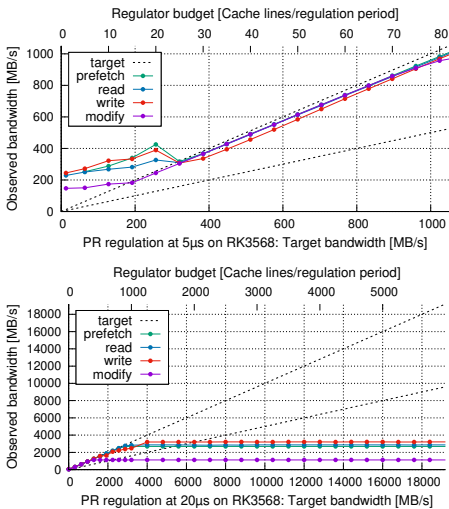 Regulator budget [Cache lines/regulation period]
0 10 20 30 40 50 60 70 80
1000
800
600
400
200
0
Observed bandwidth [MB/s]
target
prefetch
read
write
modify
0 200 400 600 800 1000
PR regulation at 5µs on RK3568: Target bandwidth [MB/s]
Regulator budget [Cache lines/regulation period]
0 1000 2000 3000 4000 5000
18000
16000
14000
12000
10000
8000
6000
4000
2000
0
Observed bandwidth [MB/s]
target
prefetch
read
write
modify
0 2000 4000 6000 8000 10000 12000 14000 16000 18000
PR regulation at 20µs on RK3568: Target bandwidth [MB/s]